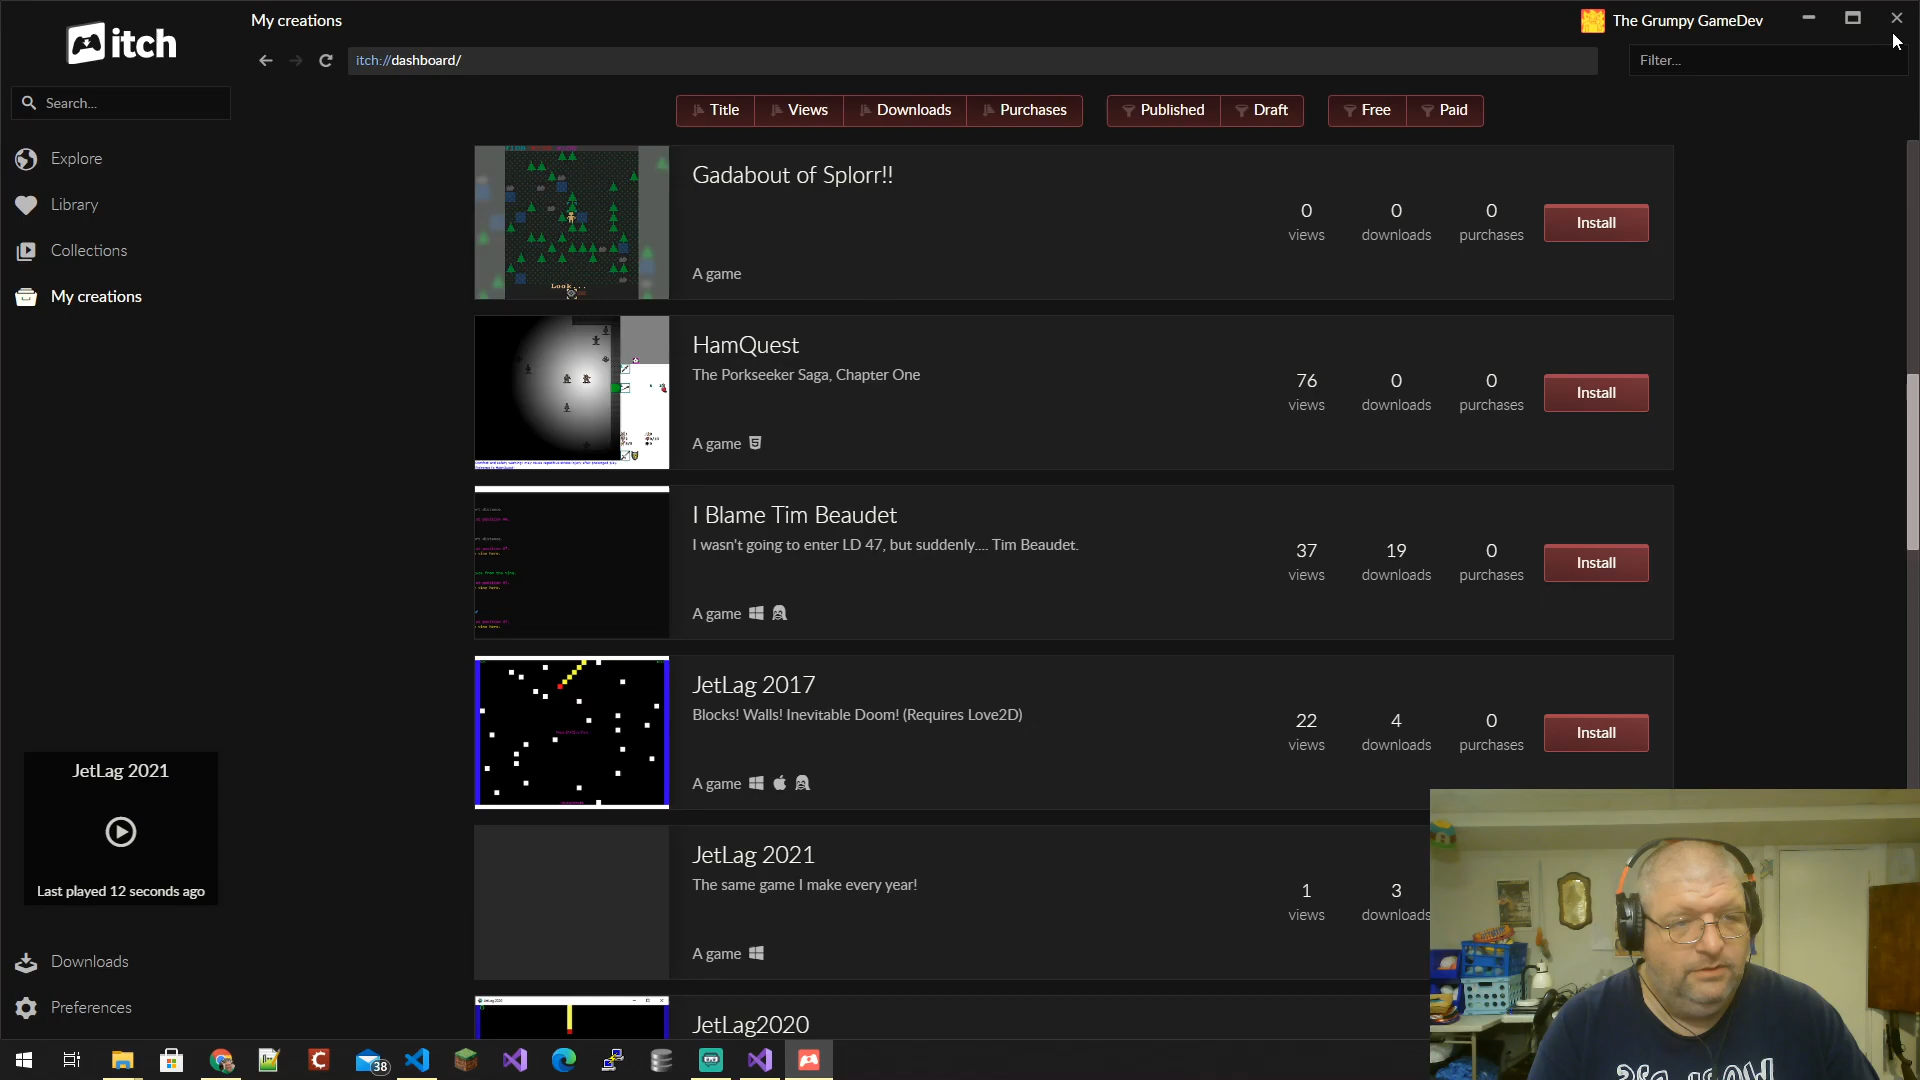 itch
My creations
The Grumpy GameDev
itch://dashboard/
Filter...
Search...
Title
Views
Downloads
Purchases
Published
Draft
Free
Paid
Explore
Library
Collections
My creations
Gadabout of Splorr!!
0
views
0
downloads
0
purchases
Install
A game
Look...
HamQuest
The Porkseeker Saga, Chapter One
76
views
0
downloads
0
purchases
Install
A game
I Blame Tim Beaudet
I wasn't going to enter LD 47, but suddenly.... Tim Beaudet.
37
views
19
downloads
0
purchases
Install
A game
JetLag 2017
Blocks! Walls! Inevitable Doom! (Requires Love2D)
22
views
4
downloads
0
purchases
Install
A game
JetLag 2021
The same game I make every year!
1
views
3
downloads
A game
JetLag2020
JetLag 2021
Last played 12 seconds ago
Downloads
Preferences
38